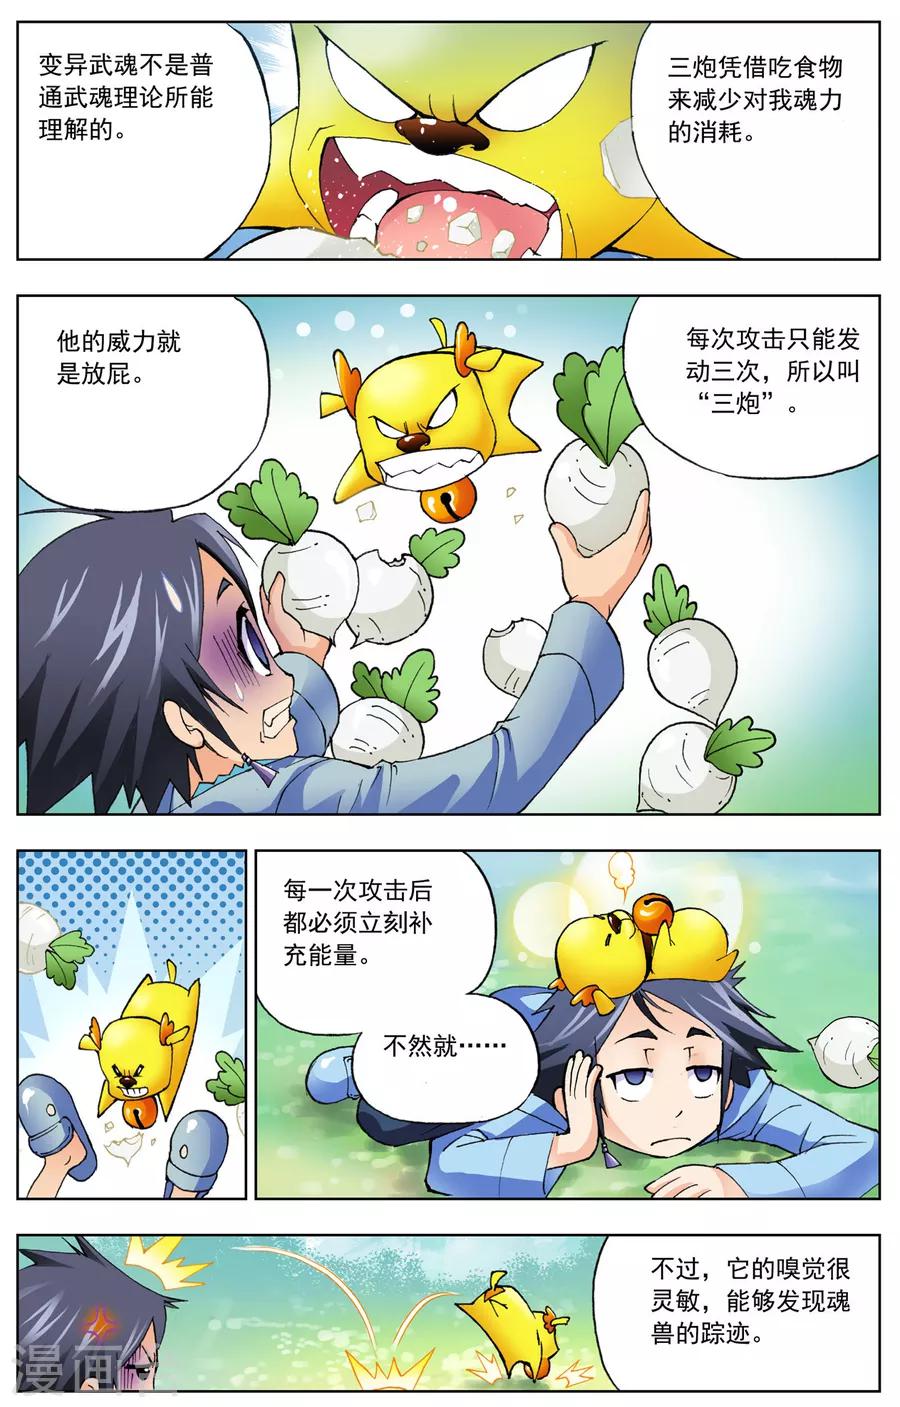 变异武魂不是普
通武魂理论所能
理解的。
三炮凭借吃食物
来减少对我魂力
的消耗。
他的威力就
是放屁。
每次攻击只能发
动三次，所以叫
“三炮”。
每一次攻击后
都必须立刻补
充能量。
不然就……
不过，它的嗅觉很
灵敏，能够发现魂
兽的踪迹。
漫画台